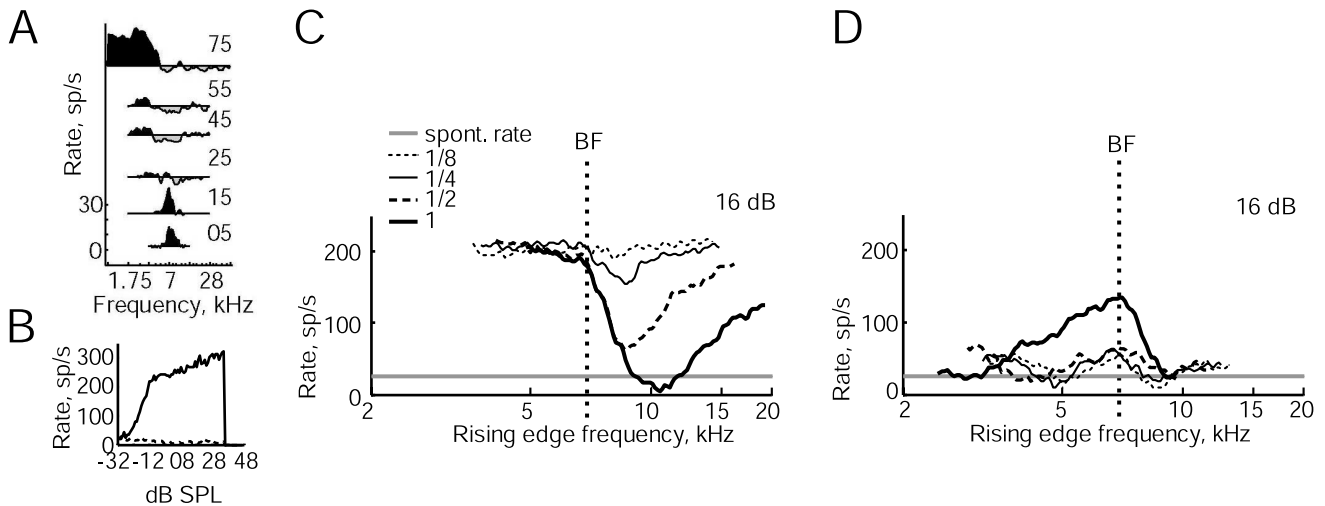 A
75
55
45
25
15
05
Rate, sp/s
30
0
1.75 7 28
Frequency, kHz
B
Rate, sp/s
300
200
100
0
-32 -12 08 28 48
dB SPL
C
spont. rate
1/8
1/4
1/2
1
BF
16 dB
Rate, sp/s
200
100
0
2 5 10 15 20
Rising edge frequency, kHz
D
BF
16 dB
Rate, sp/s
200
100
0
2 5 10 15 20
Rising edge frequency, kHz